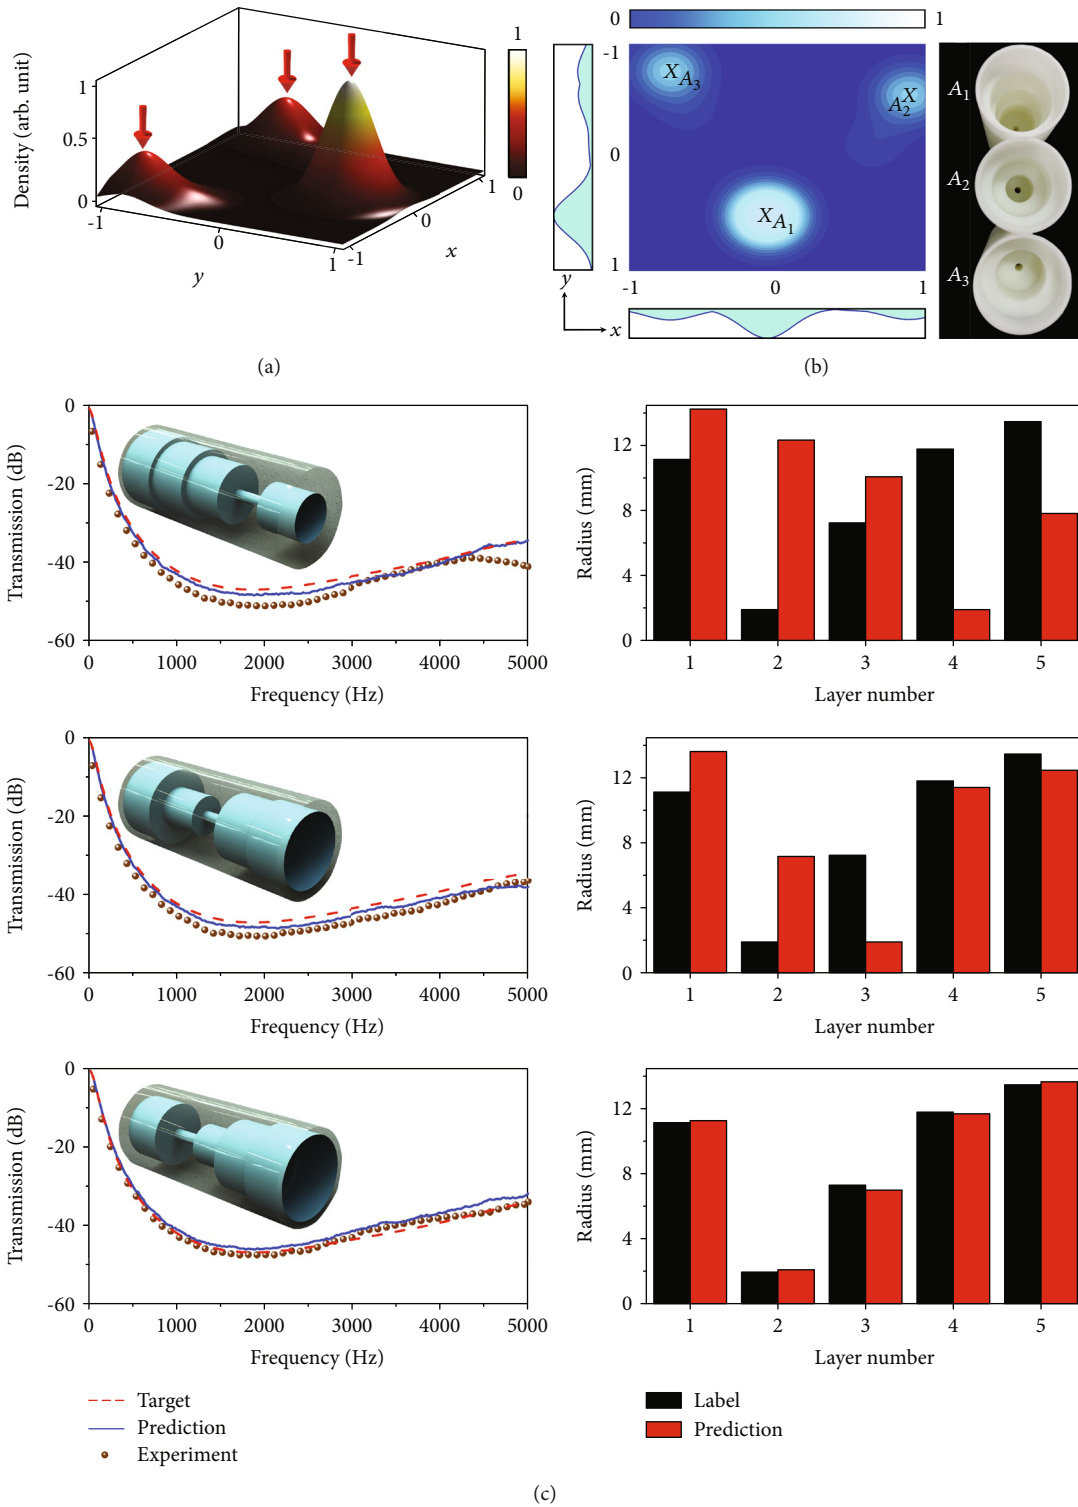 Density (arb. unit)
1
0.5
0
-1
0
1
y
-1
0
1
x
1
0
(a)
0
1
-1
0
1
-1
0
1
y
x
X A3
A2 X
X A1
A1
A2
A3
(b)
Transmission (dB)
0
-20
-40
-60
0 1000 2000 3000 4000 5000
Frequency (Hz)
Radius (mm)
12
8
4
0
1 2 3 4 5
Layer number
Transmission (dB)
0
-20
-40
-60
0 1000 2000 3000 4000 5000
Frequency (Hz)
Radius (mm)
12
8
4
0
1 2 3 4 5
Layer number
Transmission (dB)
0
-20
-40
-60
0 1000 2000 3000 4000 5000
Frequency (Hz)
Radius (mm)
12
8
4
0
1 2 3 4 5
Layer number
Target
Prediction
Experiment
Label
Prediction
(c)